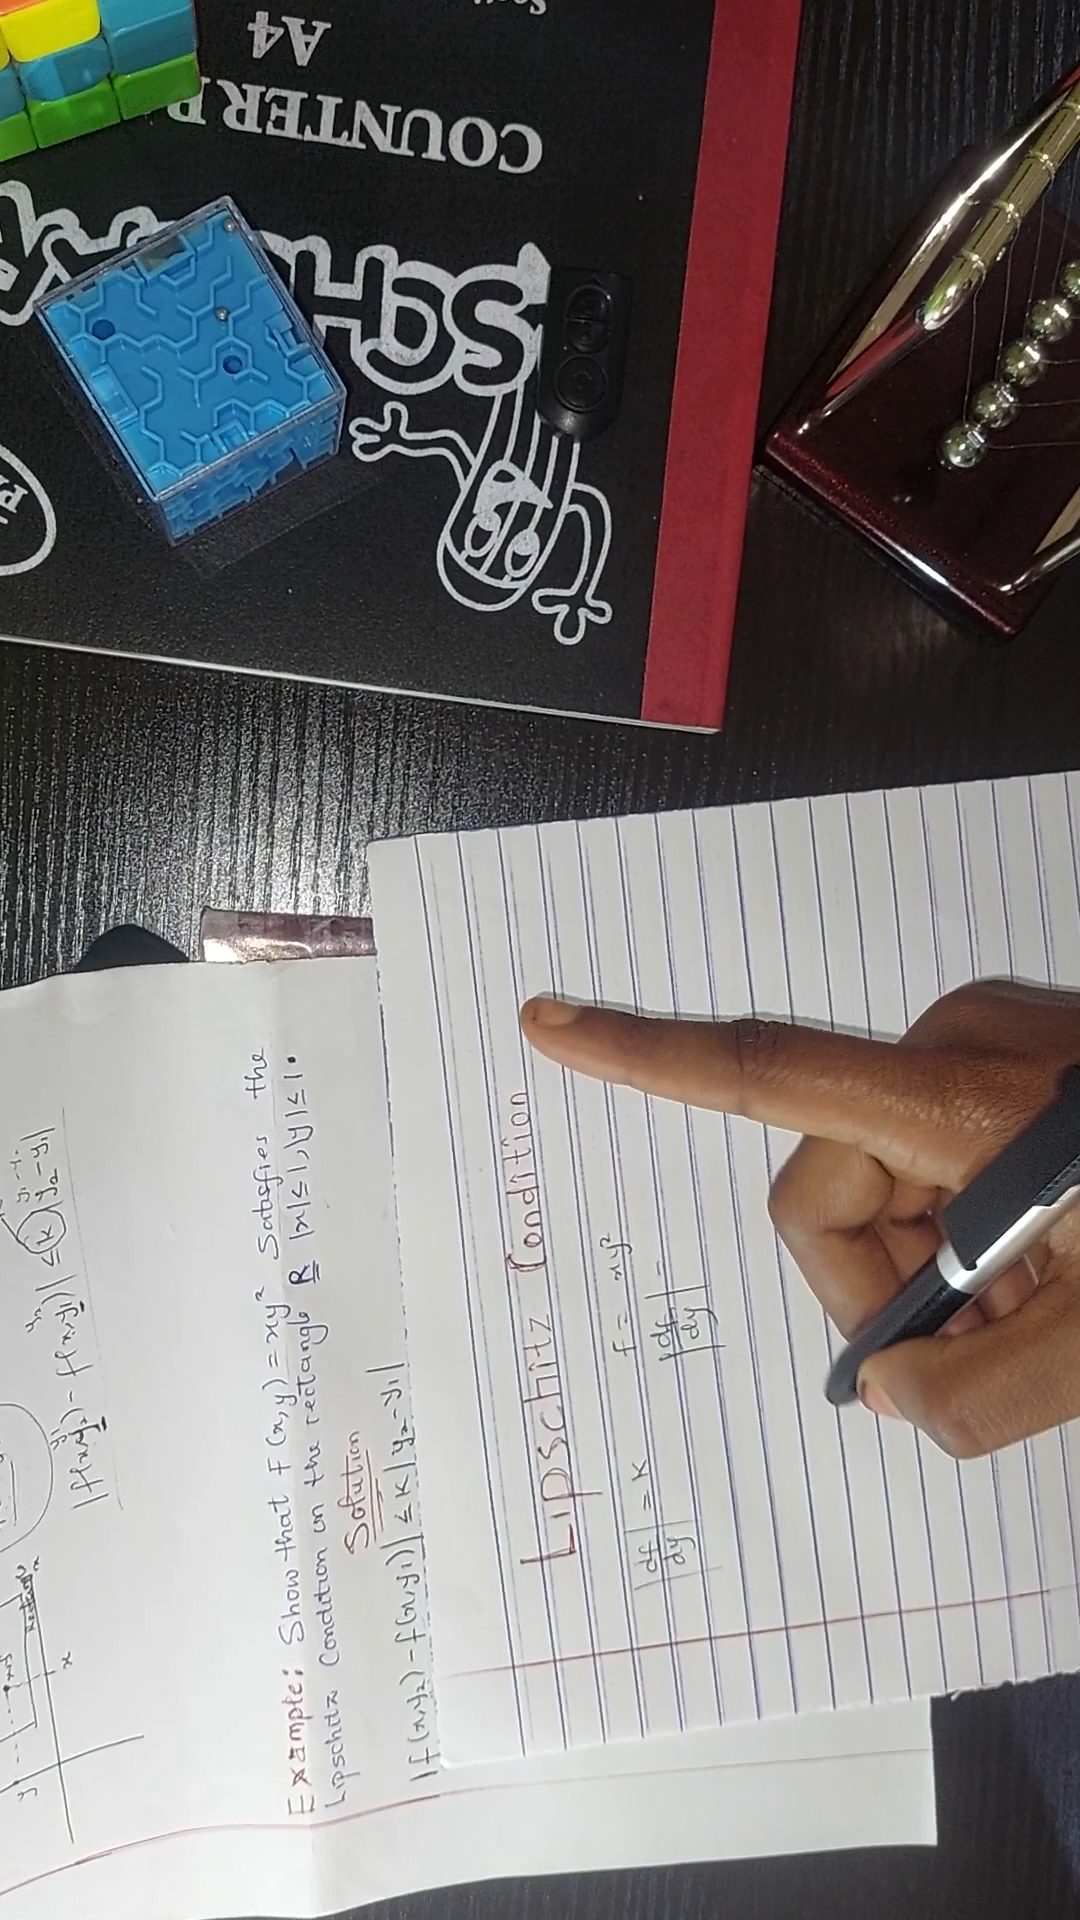 COUNTER
A4
|f(x,y2) - f(x,y1)| ≤ k|y2-y1|
Example: Show that f(x,y) = xy² Satisfies the
Lipschitz Condition on the rectangle R |x|≤1, |y|≤1.
Solution
|f(x,y2) - f(x,y1)| ≤ K|y2-y1|
Lipschitz Condition
|df/dy| = K f = xy²
|df/dy| =